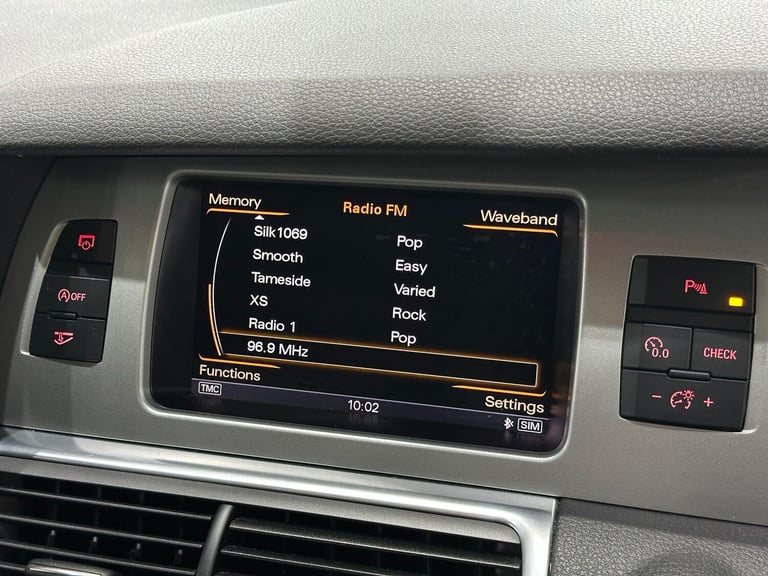 Memory
Radio FM
Waveband
Silk1069 Pop
Smooth Easy
Tameside Varied
XS Rock
Radio 1 Pop
96.9 MHz
Functions
Settings
TMC
10:02
SIM
A OFF
P
0.0
CHECK
- +